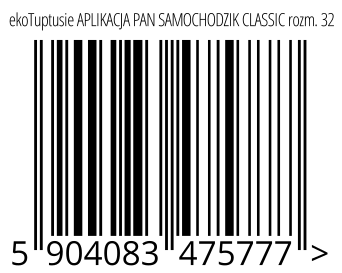 ekoTuptusie APLIKACJA PAN SAMOCHODZIK CLASSIC rozm. 32
5 904083 475777 >